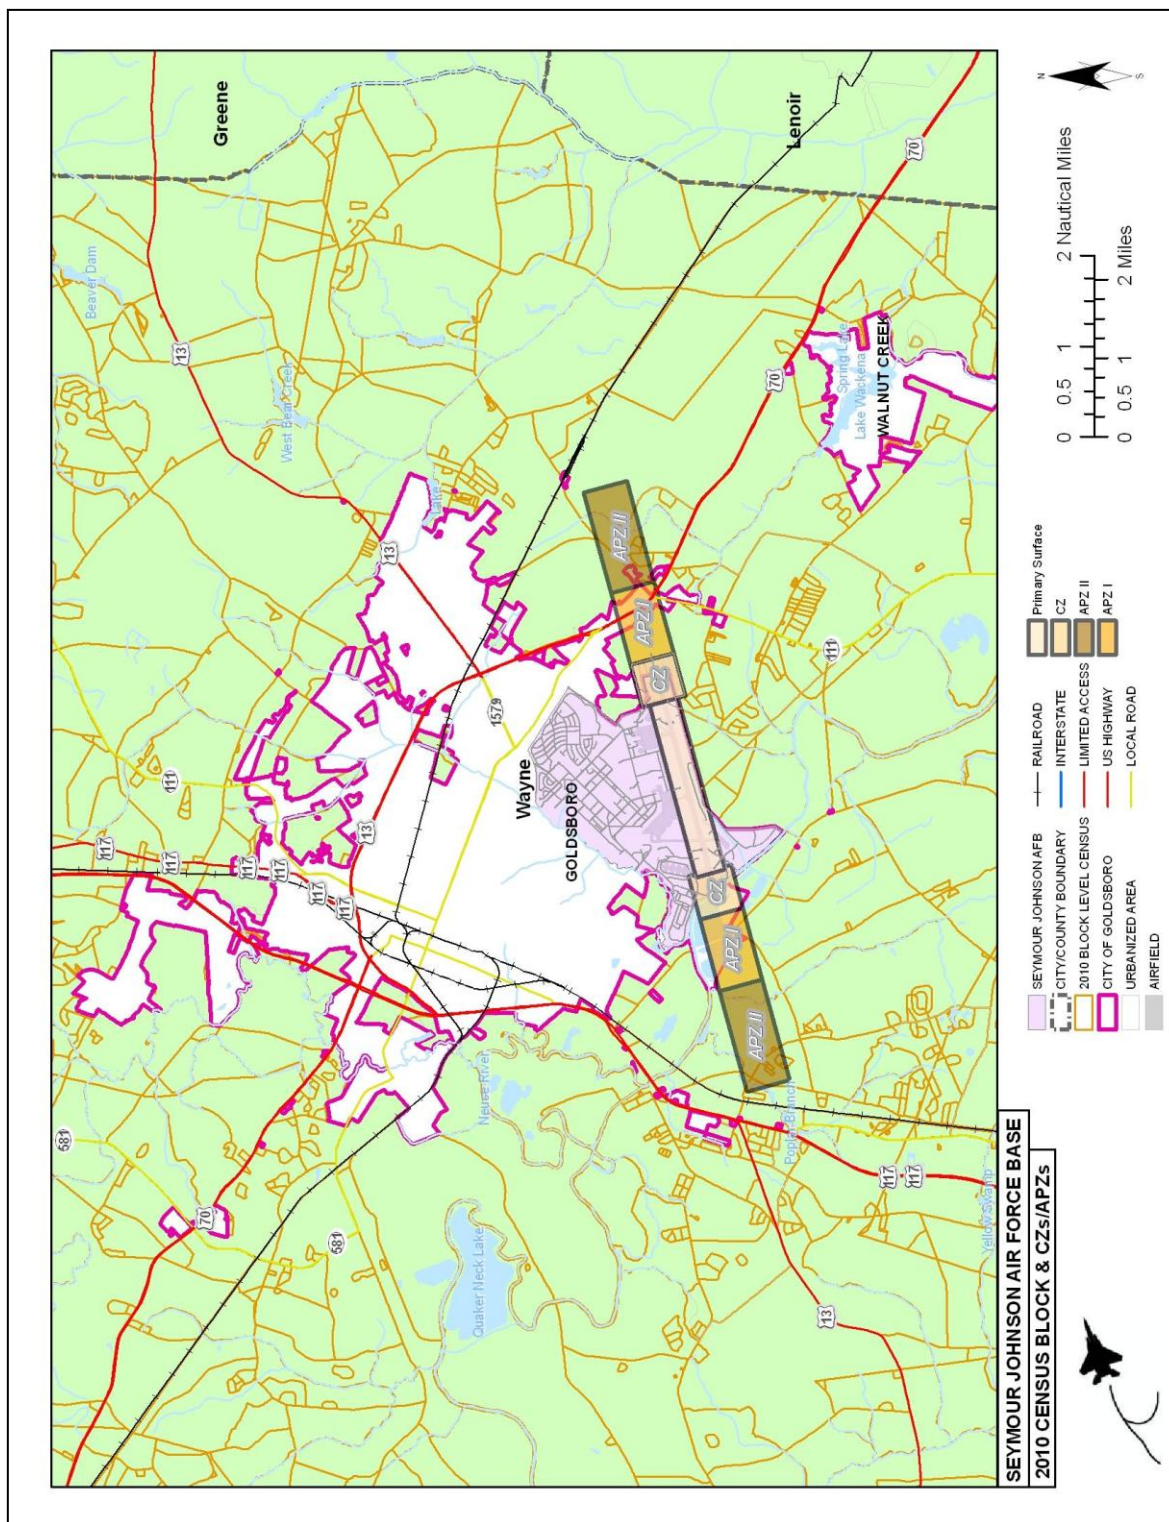 SEYMOUR JOHNSON AIR FORCE BASE
2010 CENSUS BLOCK & CZs/APZs
Greene
Lenoir
Wayne
GOLDSBORO
WALNUT CREEK
Beaver Dam
West Bear Creek
Lake
Spring Lake
Lake Wackena
Neuse River
Quaker Neck Lake
Poplar Branch
Yellow Swamp
581
581
70
117
117
117
117
117
117
111
13
13
13
1579
70
70
111
117
117
13
APZ II
APZ I
CZ
CZ
APZ I
APZ II
SEYMOUR JOHNSON AFB
CITY/COUNTY BOUNDARY
2010 BLOCK LEVEL CENSUS
CITY OF GOLDSBORO
URBANIZED AREA
AIRFIELD
RAILROAD
INTERSTATE
LIMITED ACCESS
US HIGHWAY
LOCAL ROAD
Primary Surface
CZ
APZ II
APZ I
0 0.5 1 2 Nautical Miles
0 0.5 1 2 Miles
N
S